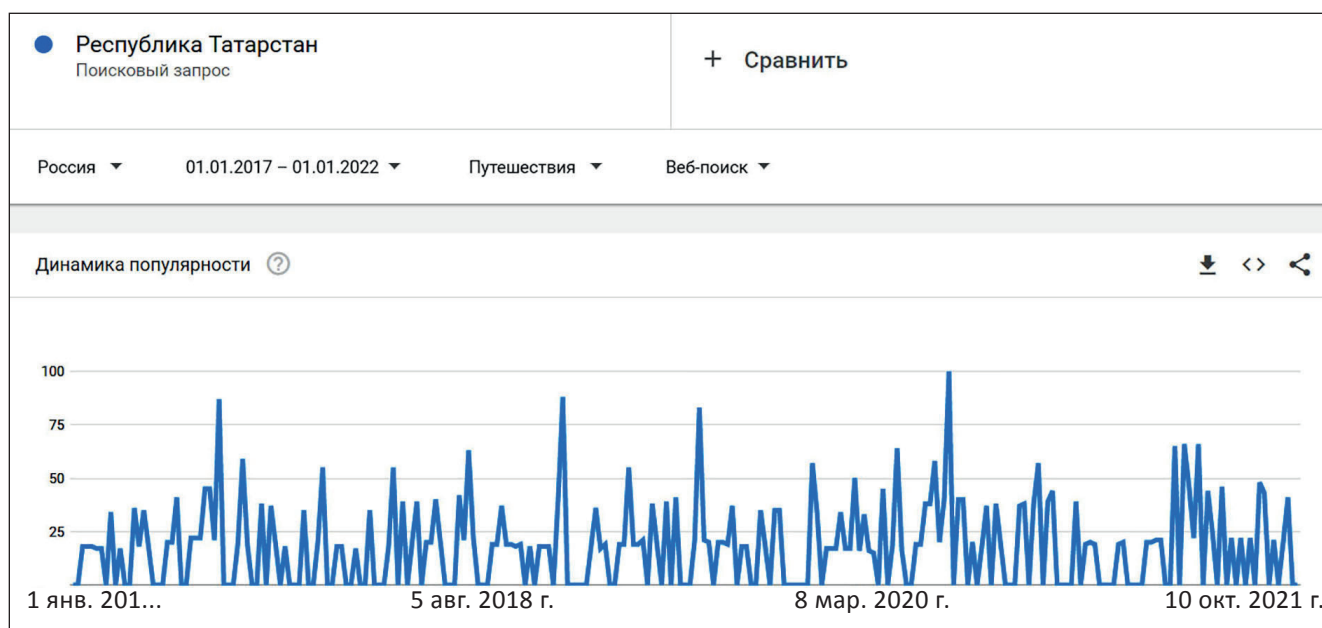 Республика Татарстан
Поисковый запрос
+ Сравнить
Россия
01.01.2017 – 01.01.2022
Путешествия
Веб-поиск
Динамика популярности ?
100
75
50
25
1 янв. 201...
5 авг. 2018 г.
8 мар. 2020 г.
10 окт. 2021 г.